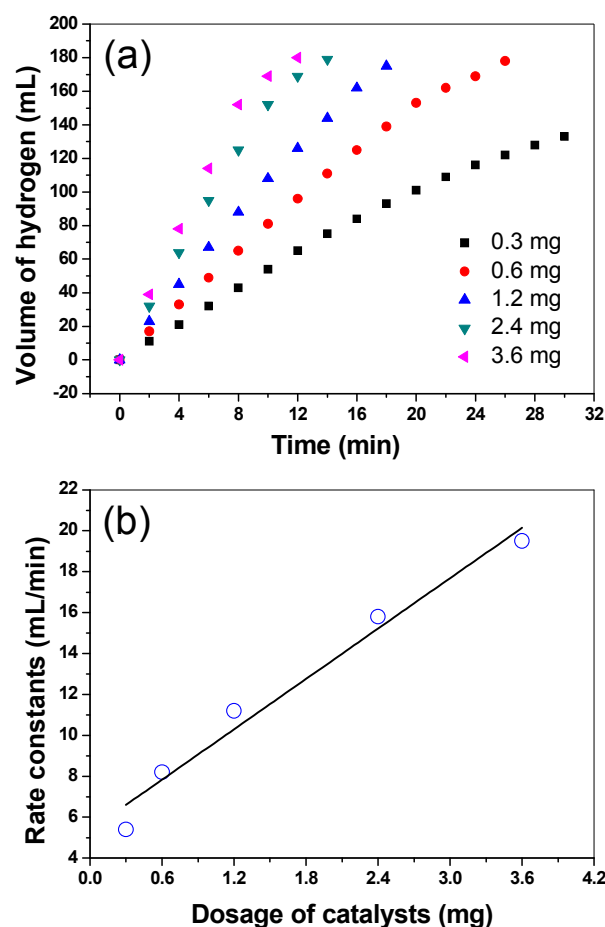 (a)
Volume of hydrogen (mL)
200
180
160
140
120
100
80
60
40
20
0
-20
0.3 mg
0.6 mg
1.2 mg
2.4 mg
3.6 mg
0 4 8 12 16 20 24 28 32
Time (min)
(b)
Rate constants (mL/min)
22
20
18
16
14
12
10
8
6
4
0.0 0.6 1.2 1.8 2.4 3.0 3.6 4.2
Dosage of catalysts (mg)